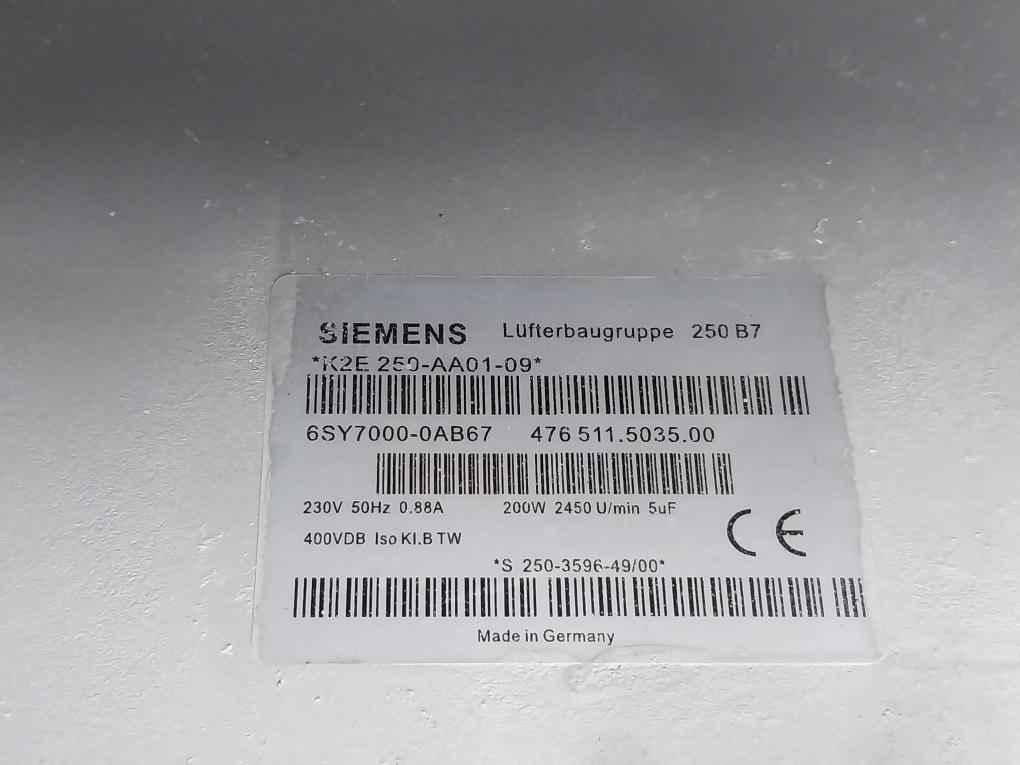 SIEMENS Lüfterbaugruppe 250 B7
*K2E 250-AA01-09*
6SY7000-0AB67 476 511.5035.00
230V 50Hz 0.88A 200W 2450 U/min 5uF
400VDB Iso Kl.B TW
CE
*S 250-3596-49/00*
Made in Germany